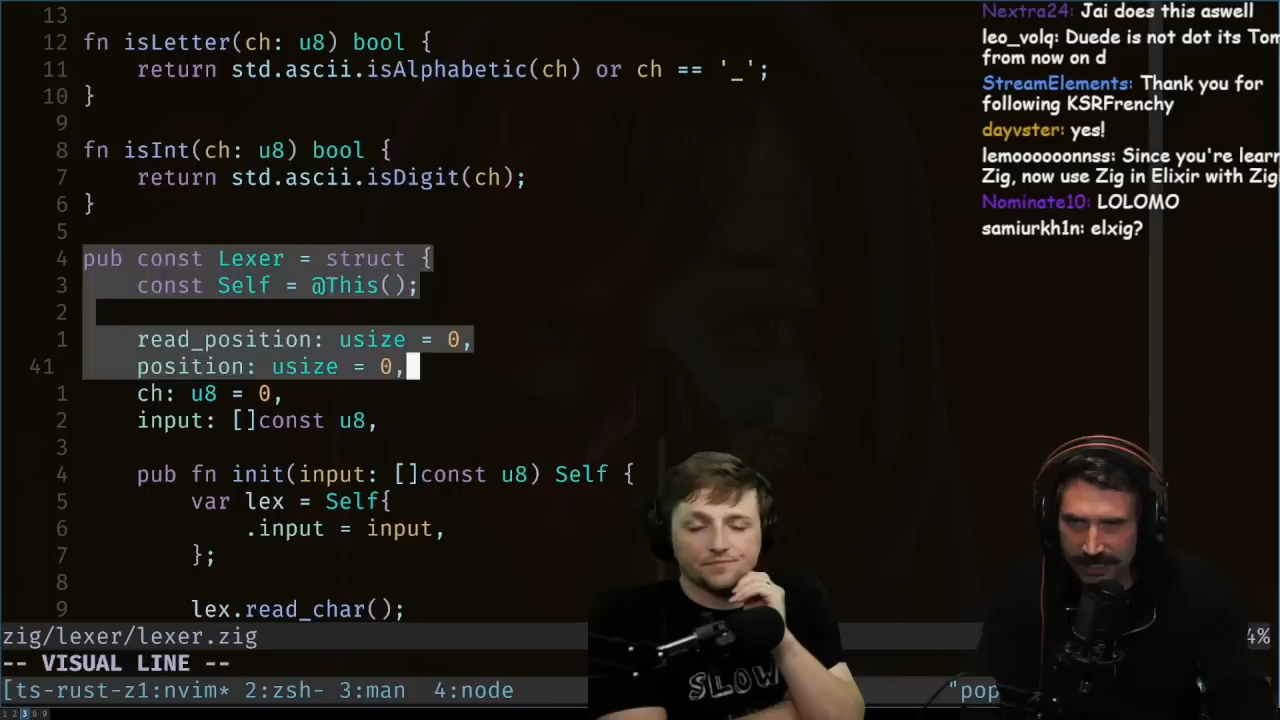 13
12 fn isLetter(ch: u8) bool {
11     return std.ascii.isAlphabetic(ch) or ch == '_';
10 }
9
8 fn isInt(ch: u8) bool {
7     return std.ascii.isDigit(ch);
6 }
5
4 pub const Lexer = struct {
3     const Self = @This();
2
1     read_position: usize = 0,
41     position: usize = 0,
1     ch: u8 = 0,
2     input: []const u8,
3
4     pub fn init(input: []const u8) Self {
5         var lex = Self{
6             .input = input,
7         };
8
9         lex.read_char();
zig/lexer/lexer.zig
4%
-- VISUAL LINE --
[ts-rust-z1:nvim* 2:zsh- 3:man  4:node
"pop
1 2 3 6 9
Nextra24: Jai does this aswell
leo_volq: Duede is not dot its Tom
from now on d
StreamElements: Thank you for
following KSRFrenchy
dayvster: yes!
lemoooooonnss: Since you're learn
Zig, now use Zig in Elixir with Zig
Nominate10: LOLOMO
samiurkh1n: elxig?
SLOW